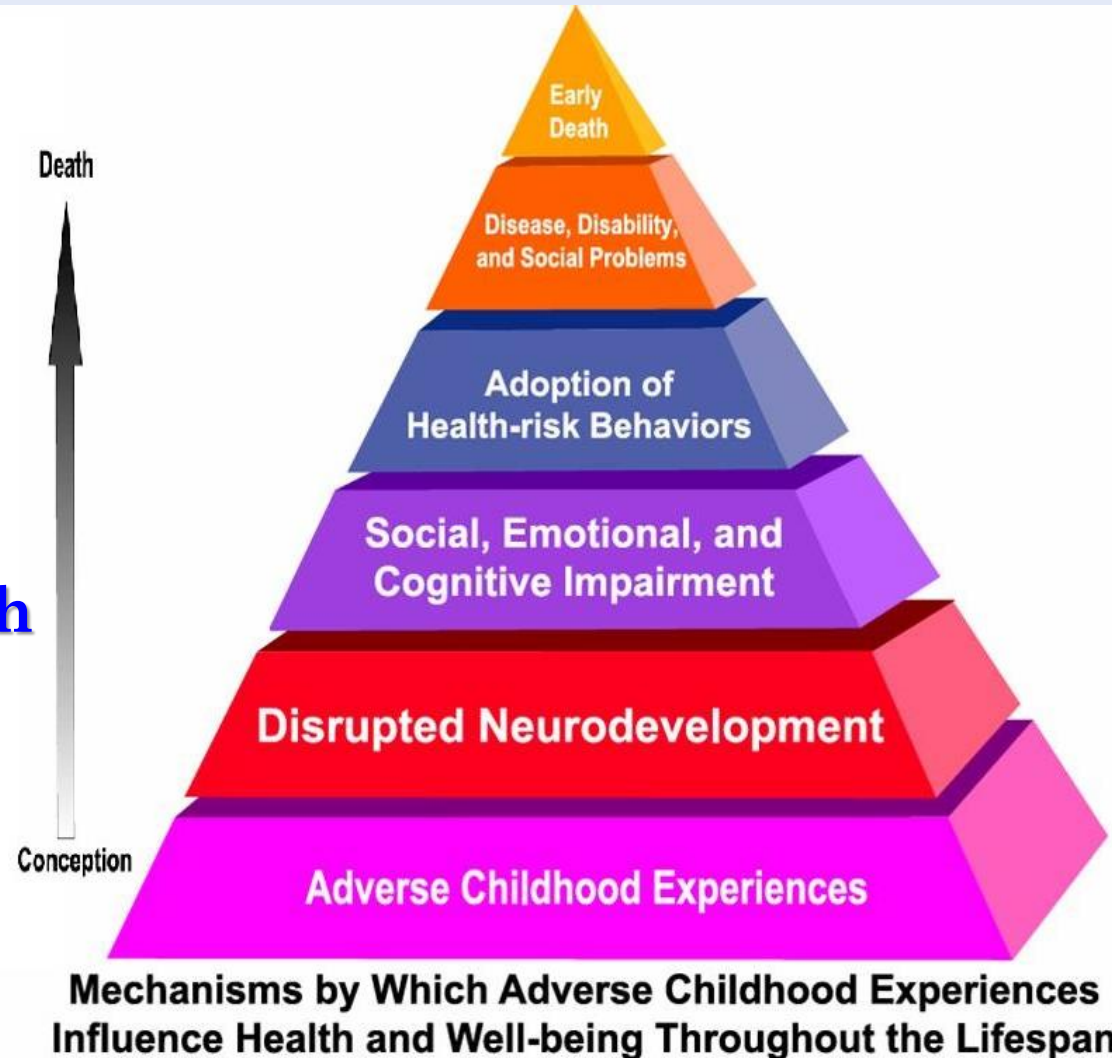 Early
Death
Death
Disease, Disability,
and Social Problems
Adoption of
Health-risk Behaviors
Social, Emotional, and
Cognitive Impairment
h
Disrupted Neurodevelopment
Conception
Adverse Childhood Experiences
Mechanisms by Which Adverse Childhood Experiences
Influence Health and Well-being Throughout the Lifespan